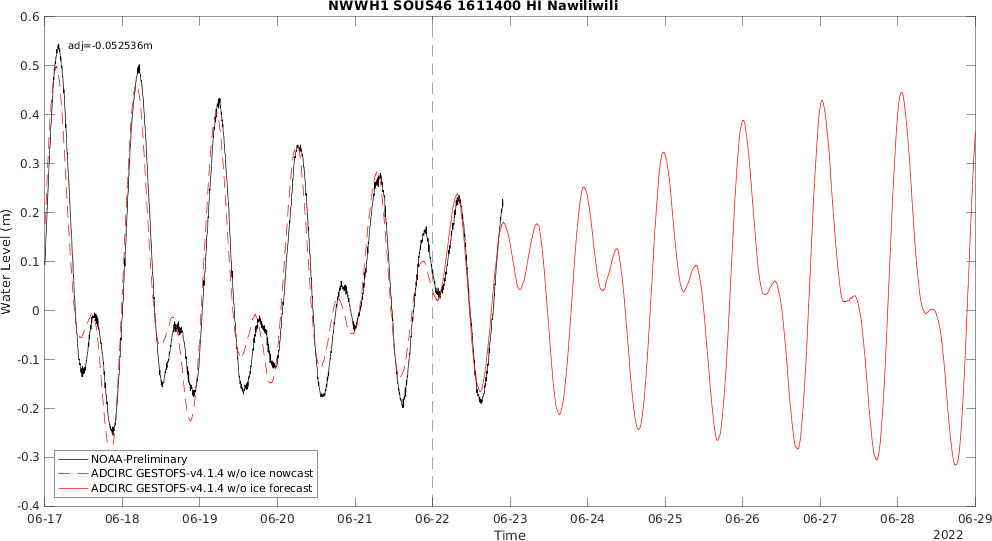 NWWH1 SOUS46 1611400 HI Nawiliwili
adj=-0.052536m
0.6
0.5
0.4
0.3
0.2
0.1
0
-0.1
-0.2
-0.3
-0.4
Water Level (m)
NOAA-Preliminary
ADCIRC GESTOFS-v4.1.4 w/o ice nowcast
ADCIRC GESTOFS-v4.1.4 w/o ice forecast
06-17 06-18 06-19 06-20 06-21 06-22 06-23 06-24 06-25 06-26 06-27 06-28 06-29
Time
2022